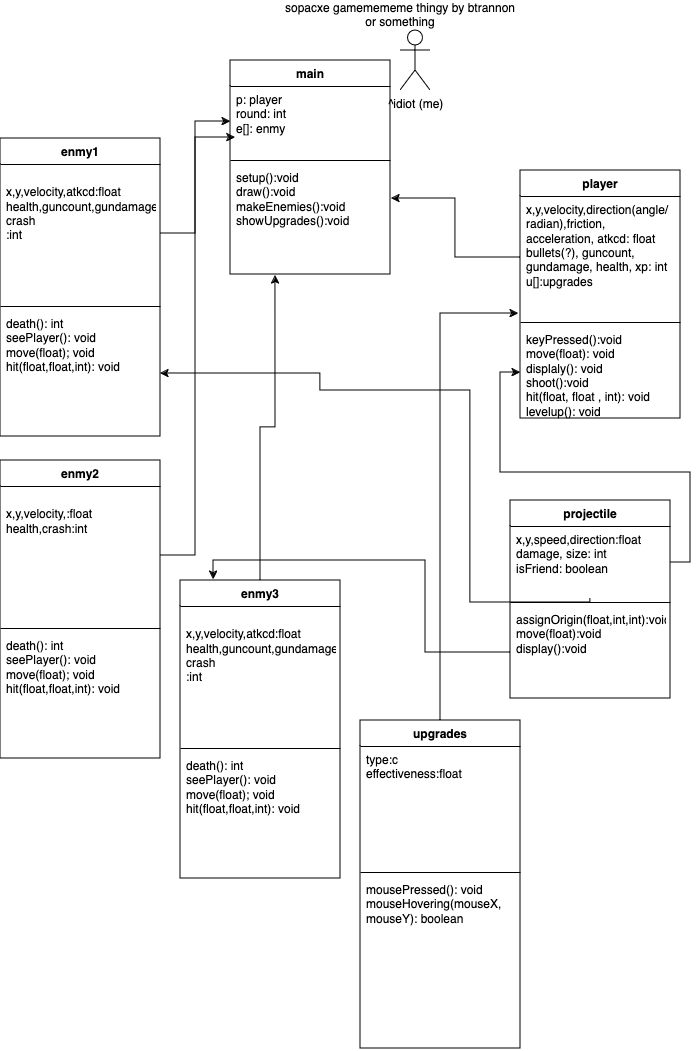 sopacxe gamemememe thingy by btrannon
or something
^idiot (me)
main
p: player
round: int
e[]: enmy
setup():void
draw():void
makeEnemies():void
showUpgrades():void
enmy1
x,y,velocity,atkcd:float
health,guncount,gundamage
crash
:int
death(): int
seePlayer(): void
move(float); void
hit(float,float,int): void
player
x,y,velocity,direction(angle/
radian),friction,
acceleration, atkcd: float
bullets(?), guncount,
gundamage, health, xp: int
u[]:upgrades
keyPressed():void
move(float): void
displaly(): void
shoot():void
hit(float, float , int): void
levelup(): void
enmy2
x,y,velocity,:float
health,crash:int
death(): int
seePlayer(): void
move(float); void
hit(float,float,int): void
projectile
x,y,speed,direction:float
damage, size: int
isFriend: boolean
assignOrigin(float,int,int):void
move(float):void
display():void
enmy3
x,y,velocity,atkcd:float
health,guncount,gundamage
crash
:int
death(): int
seePlayer(): void
move(float); void
hit(float,float,int): void
upgrades
type:c
effectiveness:float
mousePressed(): void
mouseHovering(mouseX,
mouseY): boolean